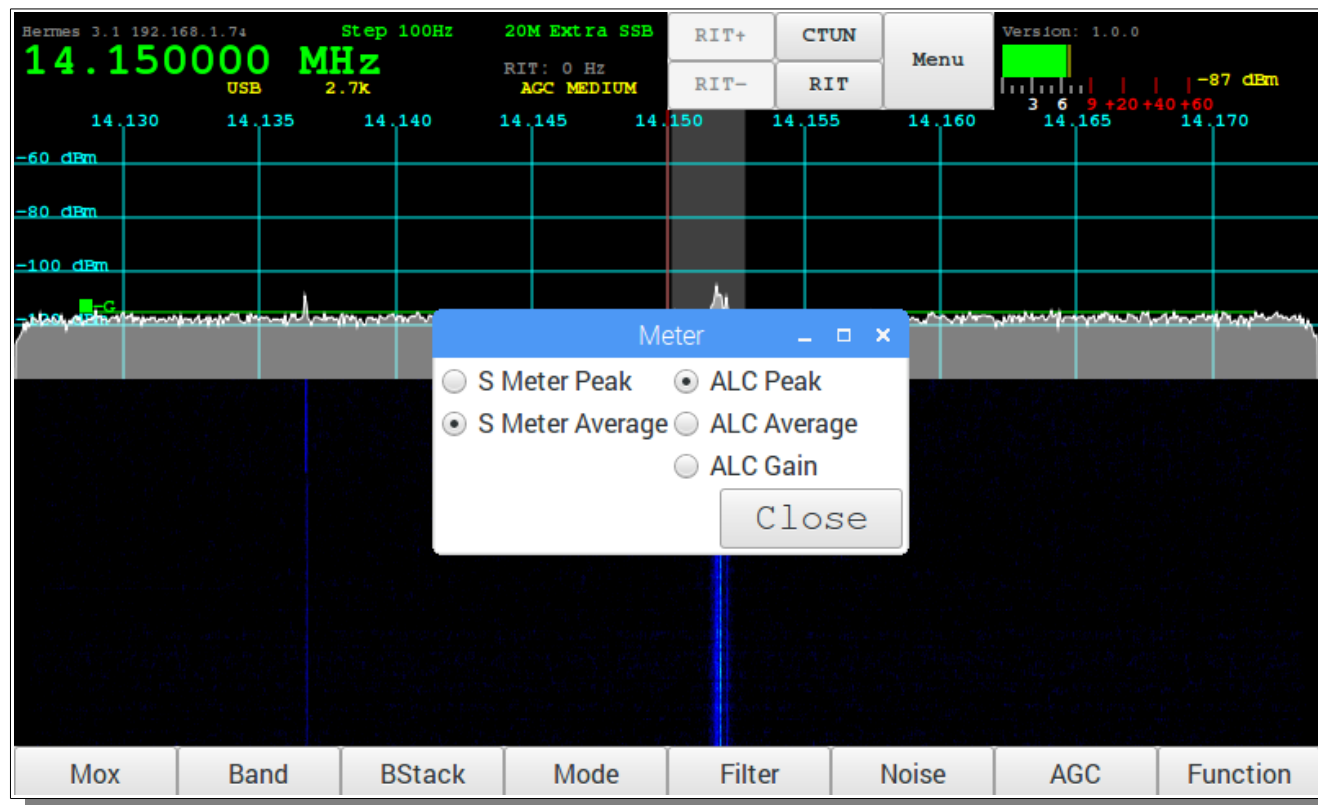 Hermes 3.1 192.168.1.74 Step 100Hz 20M Extra SSB RIT+ CTUN Menu Version: 1.0.0
14.150000 MHz RIT: 0 Hz
USB 2.7k AGC MEDIUM RIT- RIT -87 dBm
3 6 9 +20 +40 +60
14.130 14.135 14.140 14.145 14.150 14.155 14.160 14.165 14.170
-60 dBm
-80 dBm
-100 dBm
-G
-120 dBm
Meter
S Meter Peak ALC Peak
S Meter Average ALC Average
ALC Gain
Close
Mox Band BStack Mode Filter Noise AGC Function